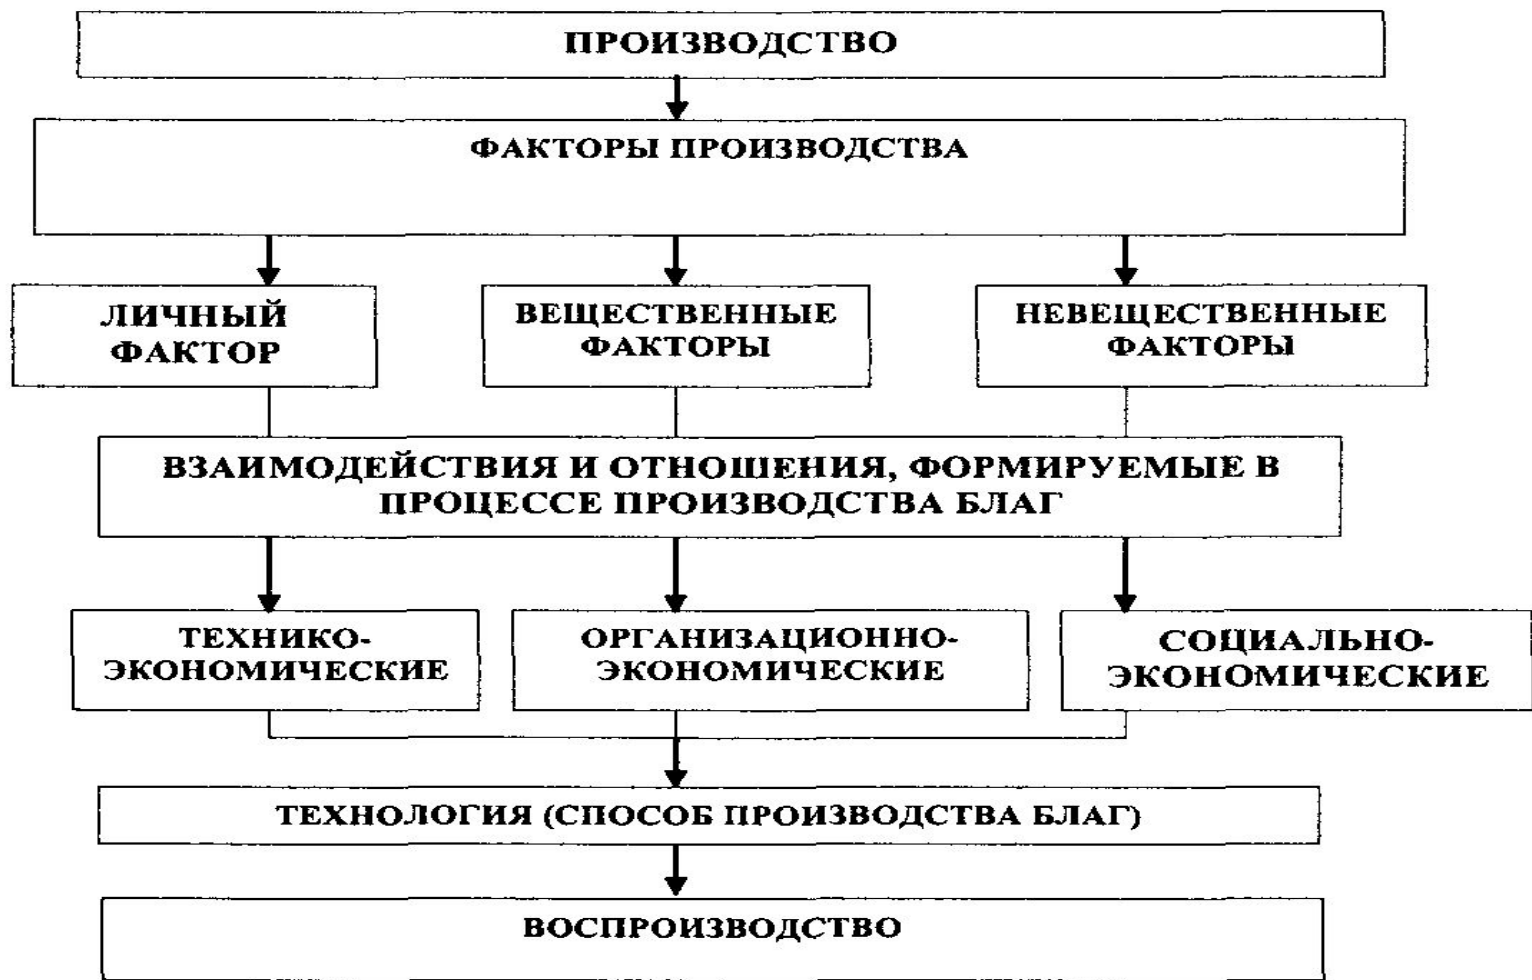 ПРОИЗВОДСТВО
ФАКТОРЫ ПРОИЗВОДСТВА
ЛИЧНЫЙ
ФАКТОР
ВЕЩЕСТВЕННЫЕ
ФАКТОРЫ
НЕВЕЩЕСТВЕННЫЕ
ФАКТОРЫ
ВЗАИМОДЕЙСТВИЯ И ОТНОШЕНИЯ, ФОРМИРУЕМЫЕ В
ПРОЦЕССЕ ПРОИЗВОДСТВА БЛАГ
ТЕХНИКО-
ЭКОНОМИЧЕСКИЕ
ОРГАНИЗАЦИОННО-
ЭКОНОМИЧЕСКИЕ
СОЦИАЛЬНО-
ЭКОНОМИЧЕСКИЕ
ТЕХНОЛОГИЯ (СПОСОБ ПРОИЗВОДСТВА БЛАГ)
ВОСПРОИЗВОДСТВО